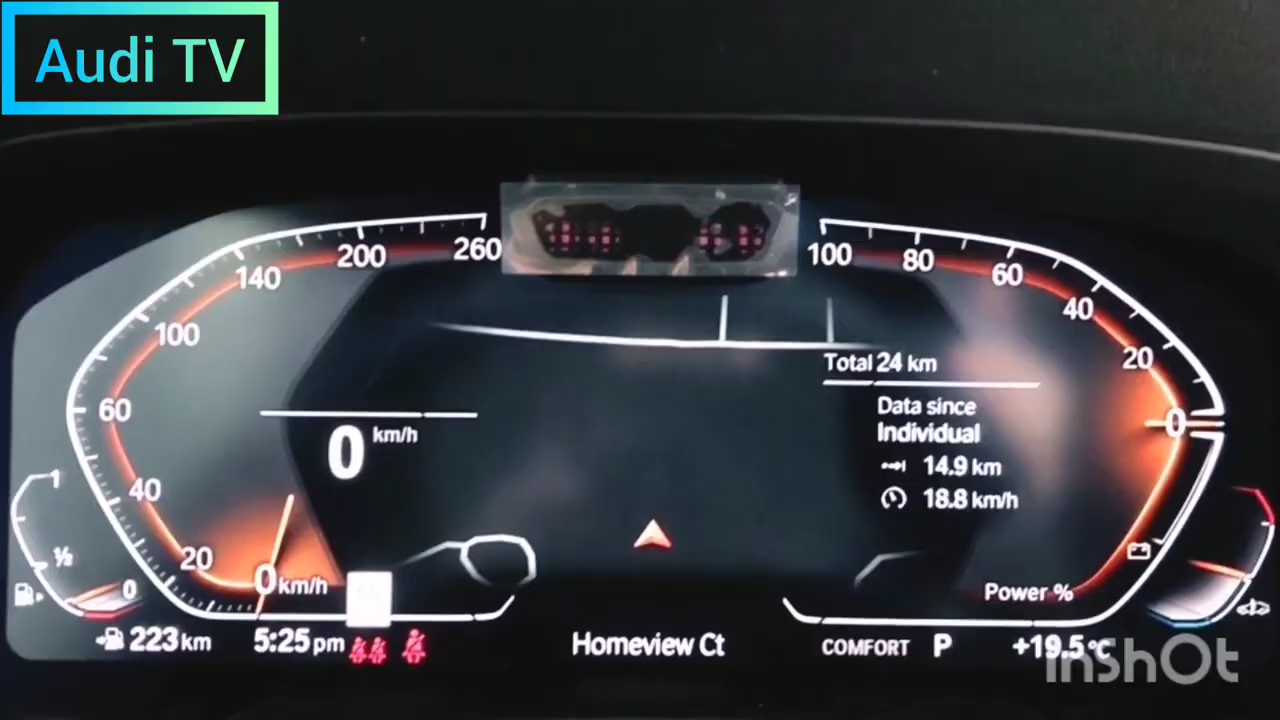 Audi TV
260
200
140
100
60
40
20
0 km/h
0 km/h
100
80
60
40
20
0
Total 24 km
Data since
Individual
14.9 km
18.8 km/h
Power %
1
½
0
223 km
5:25 pm
Homeview Ct
COMFORT P +19.5°C
InShOt